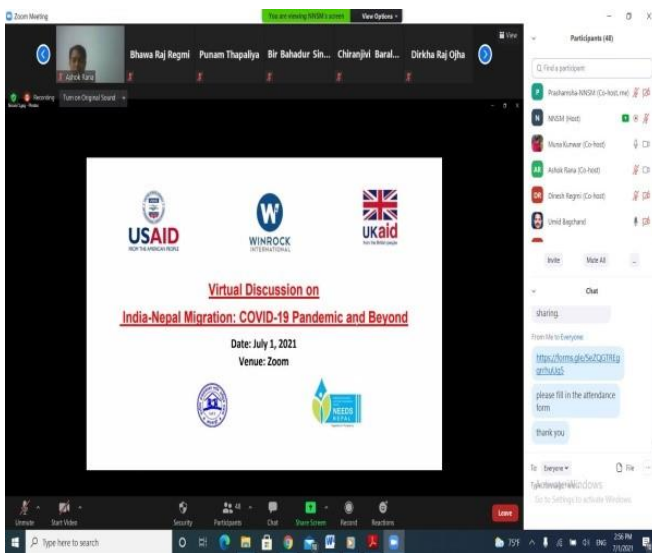 Zoom Meeting
You are viewing NNSM's screen
View Options
View
Ashok Rana
Bhawa Raj Regmi
Punam Thapaliya
Bir Bahadur Sin...
Chiranjivi Baral...
Dirkha Raj Ojha
Recording
Turn on Original Sound
USAID
FROM THE AMERICAN PEOPLE
WINROCK
INTERNATIONAL
UKaid
from the British people
Virtual Discussion on
India-Nepal Migration: COVID-19 Pandemic and Beyond
Date: July 1, 2021
Venue: Zoom
NEEDS
NEPAL
Participants (48)
Find a participant
P
Prashamsha-NNSM (Co-host, me)
N
NNSM (Host)
Muna Kunwar (Co-host)
AR
Ashok Rana (Co-host)
DR
Dinesh Regmi (Co-host)
Umid Bagchand
Invite
Mute All
...
Chat
sharing.
From Me to Everyone:
please fill in the attendance
form
thank you
To: Everyone
File
Activate Windows
Go to Settings to activate Windows.
Unmute
Start Video
Security
48
Participants
Chat
Share Screen
Record
Reactions
Leave
Type here to search
75°F
ENG
2:56 PM
7/1/2021